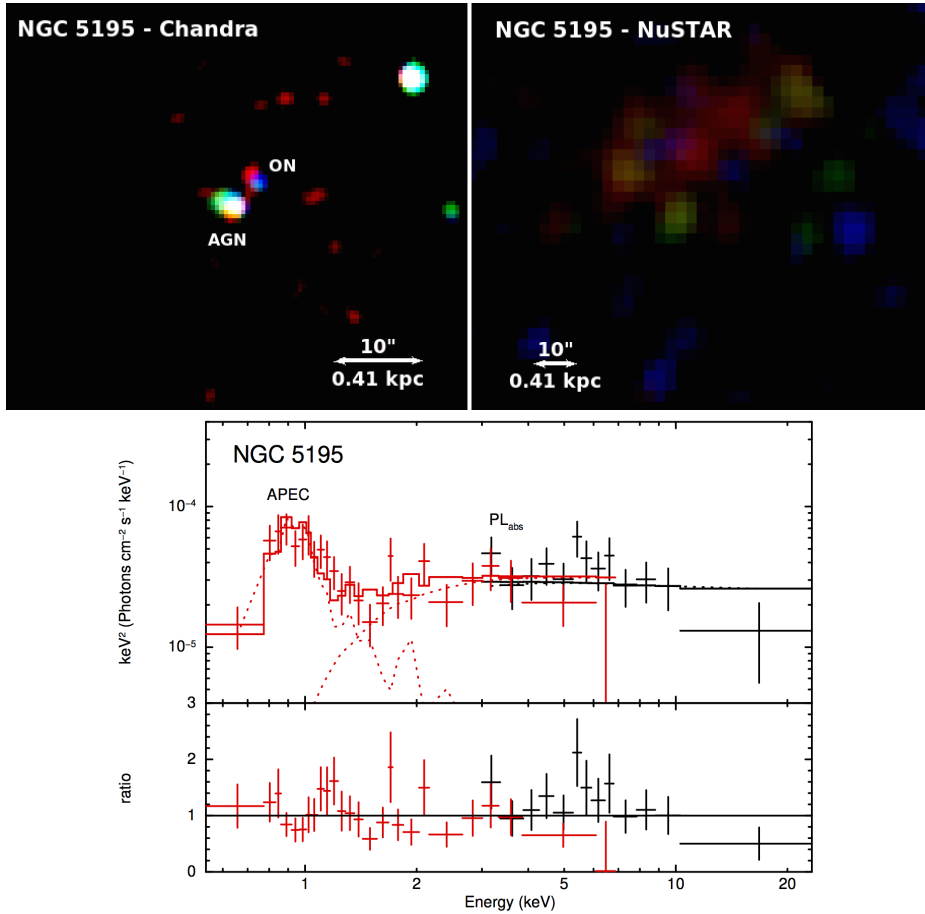 NGC 5195 - Chandra
NGC 5195 - NuSTAR
ON
AGN
10"
0.41 kpc
10"
0.41 kpc
NGC 5195
APEC
PLabs
keV² (Photons cm⁻² s⁻¹ keV⁻¹)
10⁻⁴
10⁻⁵
3
ratio
2
1
0
1
2
5
10
20
Energy (keV)